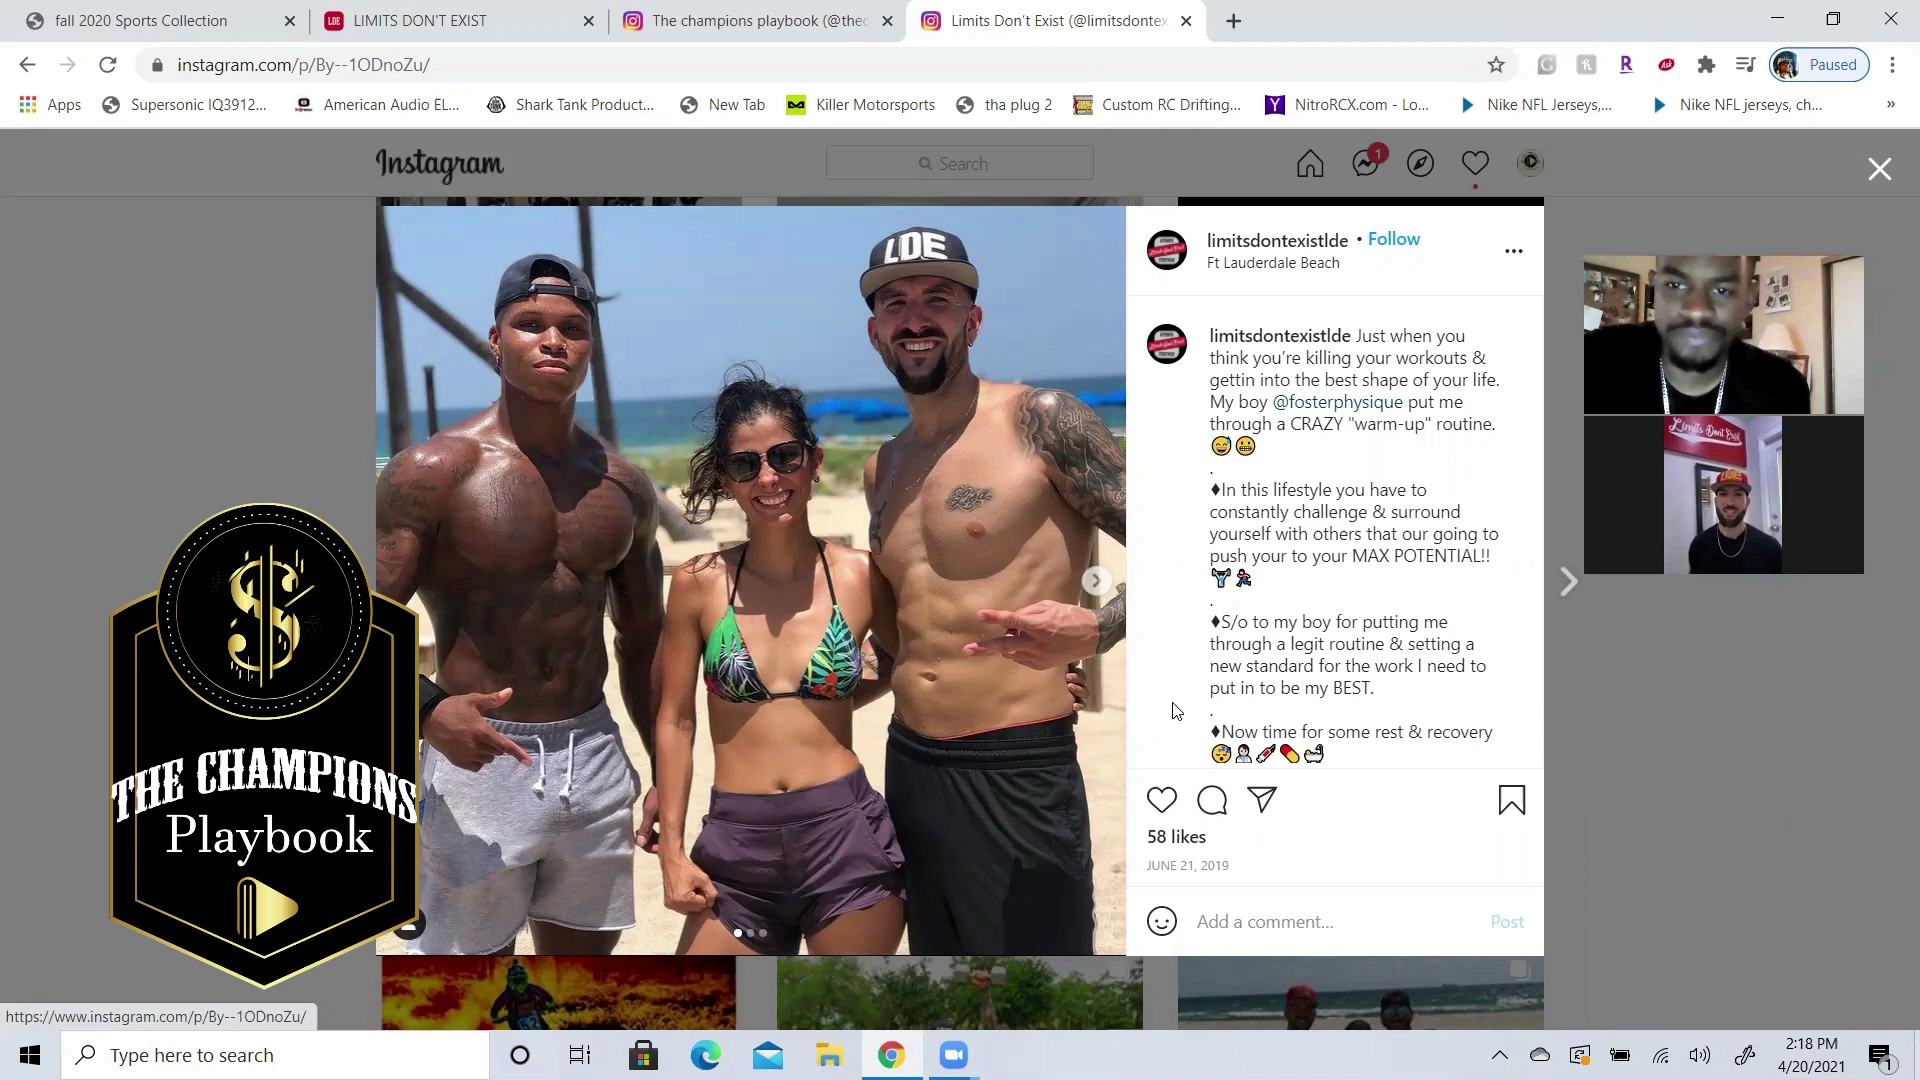 fall 2020 Sports Collection
LIMITS DON'T EXIST
The champions playbook (@thec
Limits Don't Exist (@limitsdontex
instagram.com/p/By--1ODnoZu/
Paused
Apps
Supersonic IQ3912...
American Audio EL...
Shark Tank Product...
New Tab
Killer Motorsports
tha plug 2
Custom RC Drifting...
NitroRCX.com - Lo...
Nike NFL Jerseys,...
Nike NFL jerseys, ch...
»
Instagram
Search
1
LDE
limitsdontexistlde • Follow
Ft Lauderdale Beach
limitsdontexistlde Just when you
think you're killing your workouts &
gettin into the best shape of your life.
My boy @fosterphysique put me
through a CRAZY "warm-up" routine.
😅😬
.
♦In this lifestyle you have to
constantly challenge & surround
yourself with others that our going to
push your to your MAX POTENTIAL!!
.
♦S/o to my boy for putting me
through a legit routine & setting a
new standard for the work I need to
put in to be my BEST.
.
♦Now time for some rest & recovery
58 likes
JUNE 21, 2019
Add a comment...
Post
Limits Dont Exist
$
THE CHAMPIONS
Playbook
https://www.instagram.com/p/By--1ODnoZu/
Type here to search
2:18 PM
4/20/2021
1